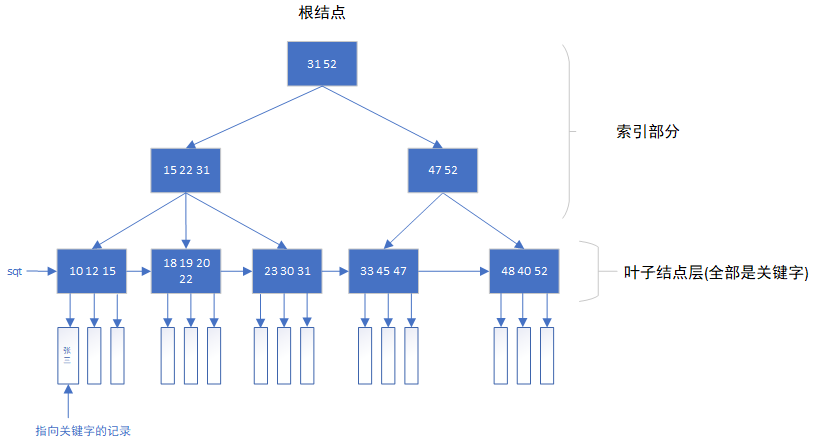 根结点
31 52
索引部分
15 22 31
47 52
sqt
10 12 15
18 19 20
22
23 30 31
33 45 47
48 40 52
叶子结点层(全部是关键字)
张
三
指向关键字的记录